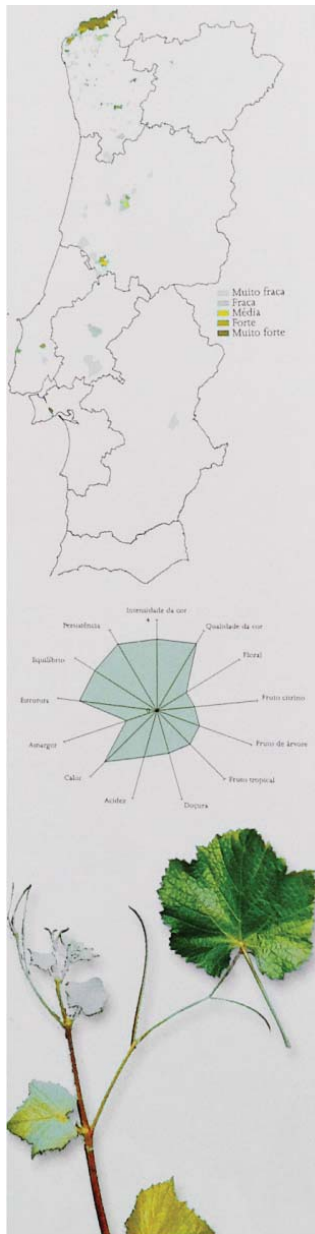 Muito fraca
Fraca
Média
Forte
Muito forte
Intensidade da cor
Qualidade da cor
Floral
Fruto citrino
Fruto de árvore
Fruto tropical
Doçura
Acidez
Calor
Amargor
Estrutura
Equilíbrio
Persistência